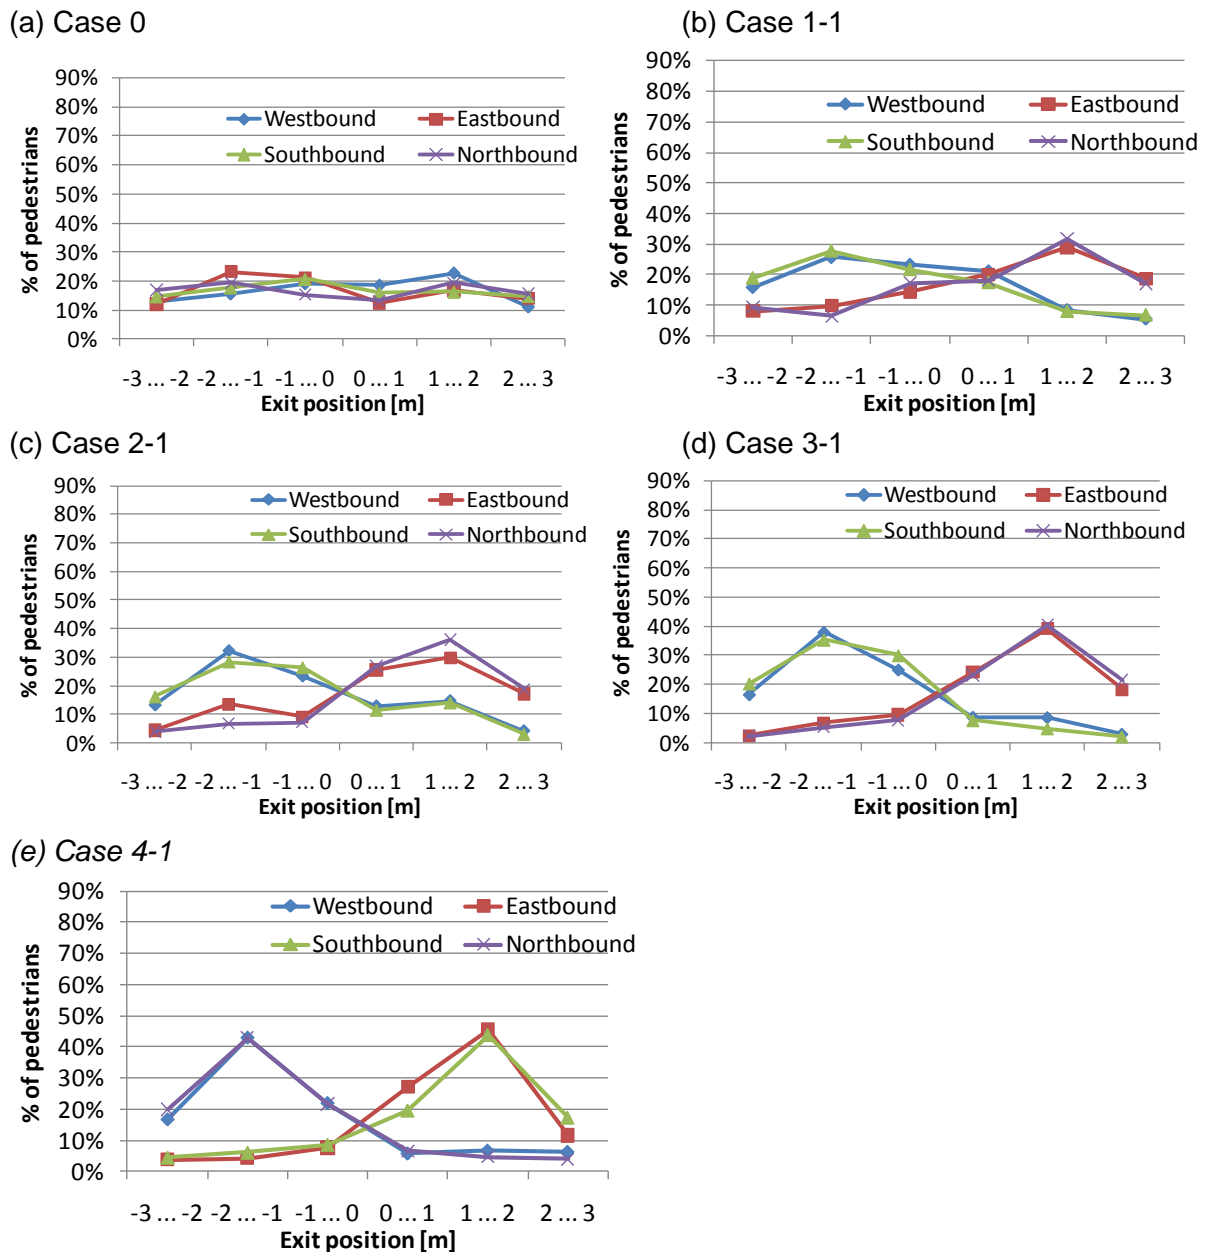 (a) Case 0
% of pedestrians
90%
80%
70%
60%
50%
40%
30%
20%
10%
0%
Westbound Eastbound
Southbound Northbound
-3 ... -2 -2 ... -1 -1 ... 0 0 ... 1 1 ... 2 2 ... 3
Exit position [m]
(b) Case 1-1
% of pedestrians
90%
80%
70%
60%
50%
40%
30%
20%
10%
0%
Westbound Eastbound
Southbound Northbound
-3 ... -2 -2 ... -1 -1 ... 0 0 ... 1 1 ... 2 2 ... 3
Exit position [m]
(c) Case 2-1
% of pedestrians
90%
80%
70%
60%
50%
40%
30%
20%
10%
0%
Westbound Eastbound
Southbound Northbound
-3 ... -2 -2 ... -1 -1 ... 0 0 ... 1 1 ... 2 2 ... 3
Exit position [m]
(d) Case 3-1
% of pedestrians
90%
80%
70%
60%
50%
40%
30%
20%
10%
0%
Westbound Eastbound
Southbound Northbound
-3 ... -2 -2 ... -1 -1 ... 0 0 ... 1 1 ... 2 2 ... 3
Exit position [m]
(e) Case 4-1
% of pedestrians
90%
80%
70%
60%
50%
40%
30%
20%
10%
0%
Westbound Eastbound
Southbound Northbound
-3 ... -2 -2 ... -1 -1 ... 0 0 ... 1 1 ... 2 2 ... 3
Exit position [m]